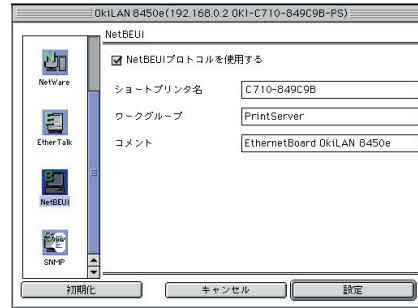 OkiLAN 8450e(192.168.0.2 OKI-C710-849C9B-PS)
NetWare
EtherTalk
NetBEUI
SNMP
NetBEUI
NetBEUIプロトコルを使用する
ショートプリンタ名 C710-849C9B
ワークグループ PrintServer
コメント EthernetBoard OkiLAN 8450e
初期化 キャンセル 設定